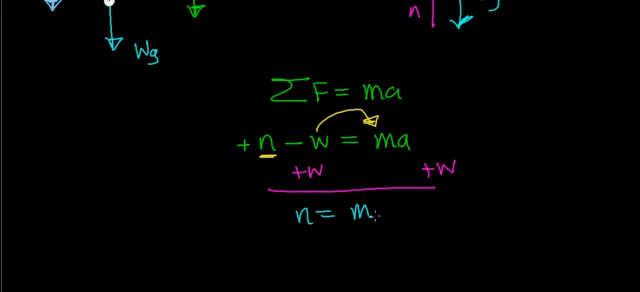 n
Wg
ΣF = ma
+n - w = ma
+w +w
n = m